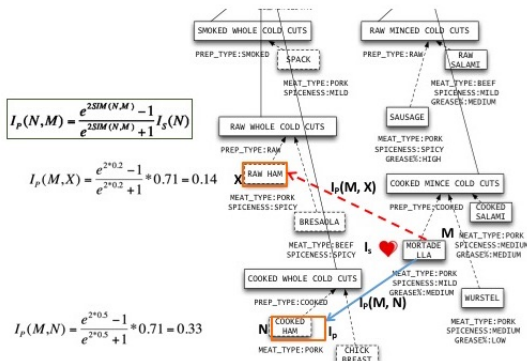 SMOKED WHOLE COLD CUTS
PREP_TYPE:SMOKED
SPACK
MEAT_TYPE:PORK
SPICENESS:MILD
RAW MINCED COLD CUTS
PREP_TYPE:RAW
RAW
SALAMI
MEAT_TYPE:BEEF
SPICENESS:MILD
GREASE%:MEDIUM
SAUSAGE
MEAT_TYPE:PORK
SPICENESS:SPICY
GREASE%:HIGH
I_P(N,M) = (e^{2SIM(N,M)} − 1)/(e^{2SIM(N,M)} + 1) I_S(N)
RAW WHOLE COLD CUTS
PREP_TYPE:RAW
I_P(M,X) = (e^{2*0.2} − 1)/(e^{2*0.2} + 1) * 0.71 = 0.14
X
RAW HAM
MEAT_TYPE:PORK
SPICENESS:SPICY
I_P(M, X)
BRESAOLA
MEAT_TYPE:BEEF
SPICENESS:SPICY
COOKED MINCE COLD CUTS
PREP_TYPE:COOKED
COOKED
SALAMI
MEAT_TYPE:PORK
SPICENESS:MEDIUM
GREASE%:MEDIUM
M
I_s
MORTADE
LLA
MEAT_TYPE:PORK
SPICENESS:MILD
GREASE%:MEDIUM
WURSTEL
MEAT_TYPE:PORK
SPICENESS:MEDIUM
GREASE%:LOW
COOKED WHOLE COLD CUTS
PREP_TYPE:COOKED
I_P(M, N)
I_P(M,N) = (e^{2*0.5} − 1)/(e^{2*0.5} + 1) * 0.71 = 0.33
N
COOKED
HAM
I_p
MEAT_TYPE:PORK
CHICK
BREAST